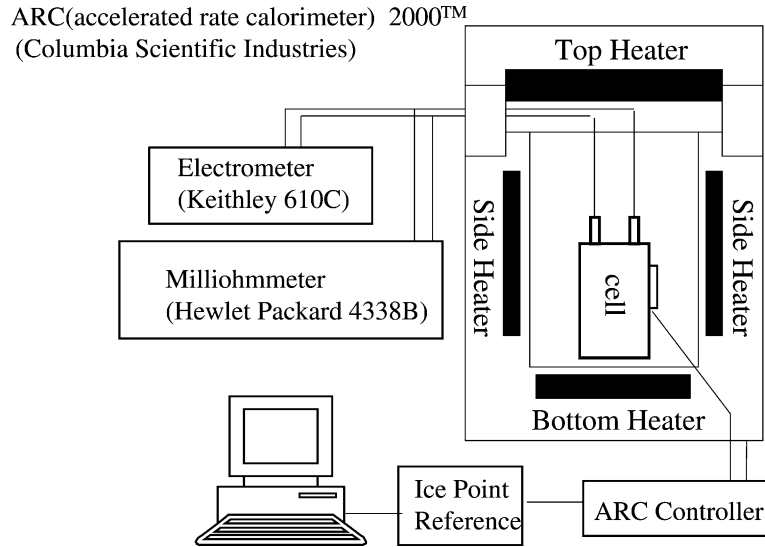 ARC(accelerated rate calorimeter) 2000TM
(Columbia Scientific Industries)
Top Heater
Electrometer
(Keithley 610C)
Side Heater
Side Heater
cell
Milliohmmeter
(Hewlet Packard 4338B)
Bottom Heater
Ice Point
Reference
ARC Controller